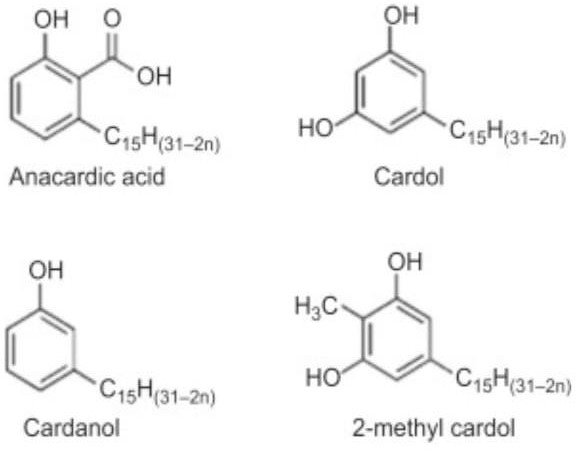 OH O
OH
C15H(31–2n)
Anacardic acid
OH
HO
C15H(31–2n)
Cardol
OH
C15H(31–2n)
Cardanol
OH
H3C
HO
C15H(31–2n)
2-methyl cardol